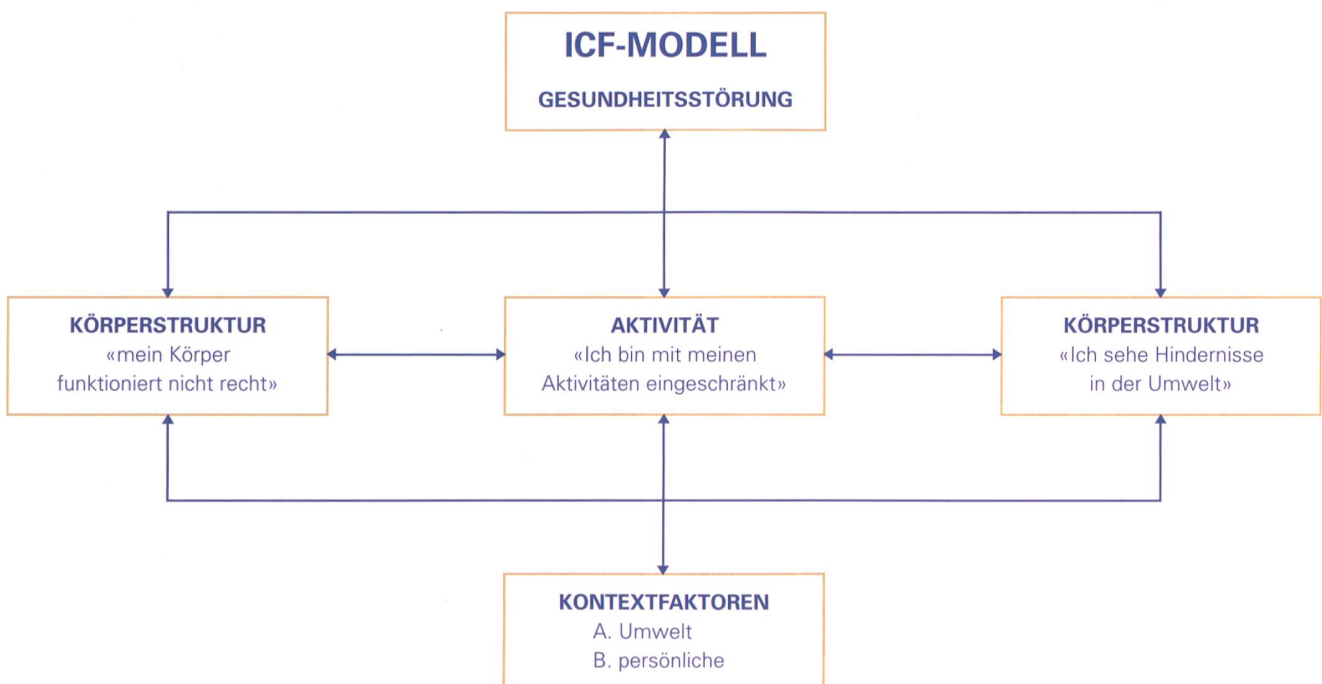 ICF-MODELL
GESUNDHEITSSTÖRUNG
KÖRPERSTRUKTUR
«mein Körper
funktioniert nicht recht»
AKTIVITÄT
«Ich bin mit meinen
Aktivitäten eingeschränkt»
KÖRPERSTRUKTUR
«Ich sehe Hindernisse
in der Umwelt»
KONTEXTFAKTOREN
A. Umwelt
B. persönliche